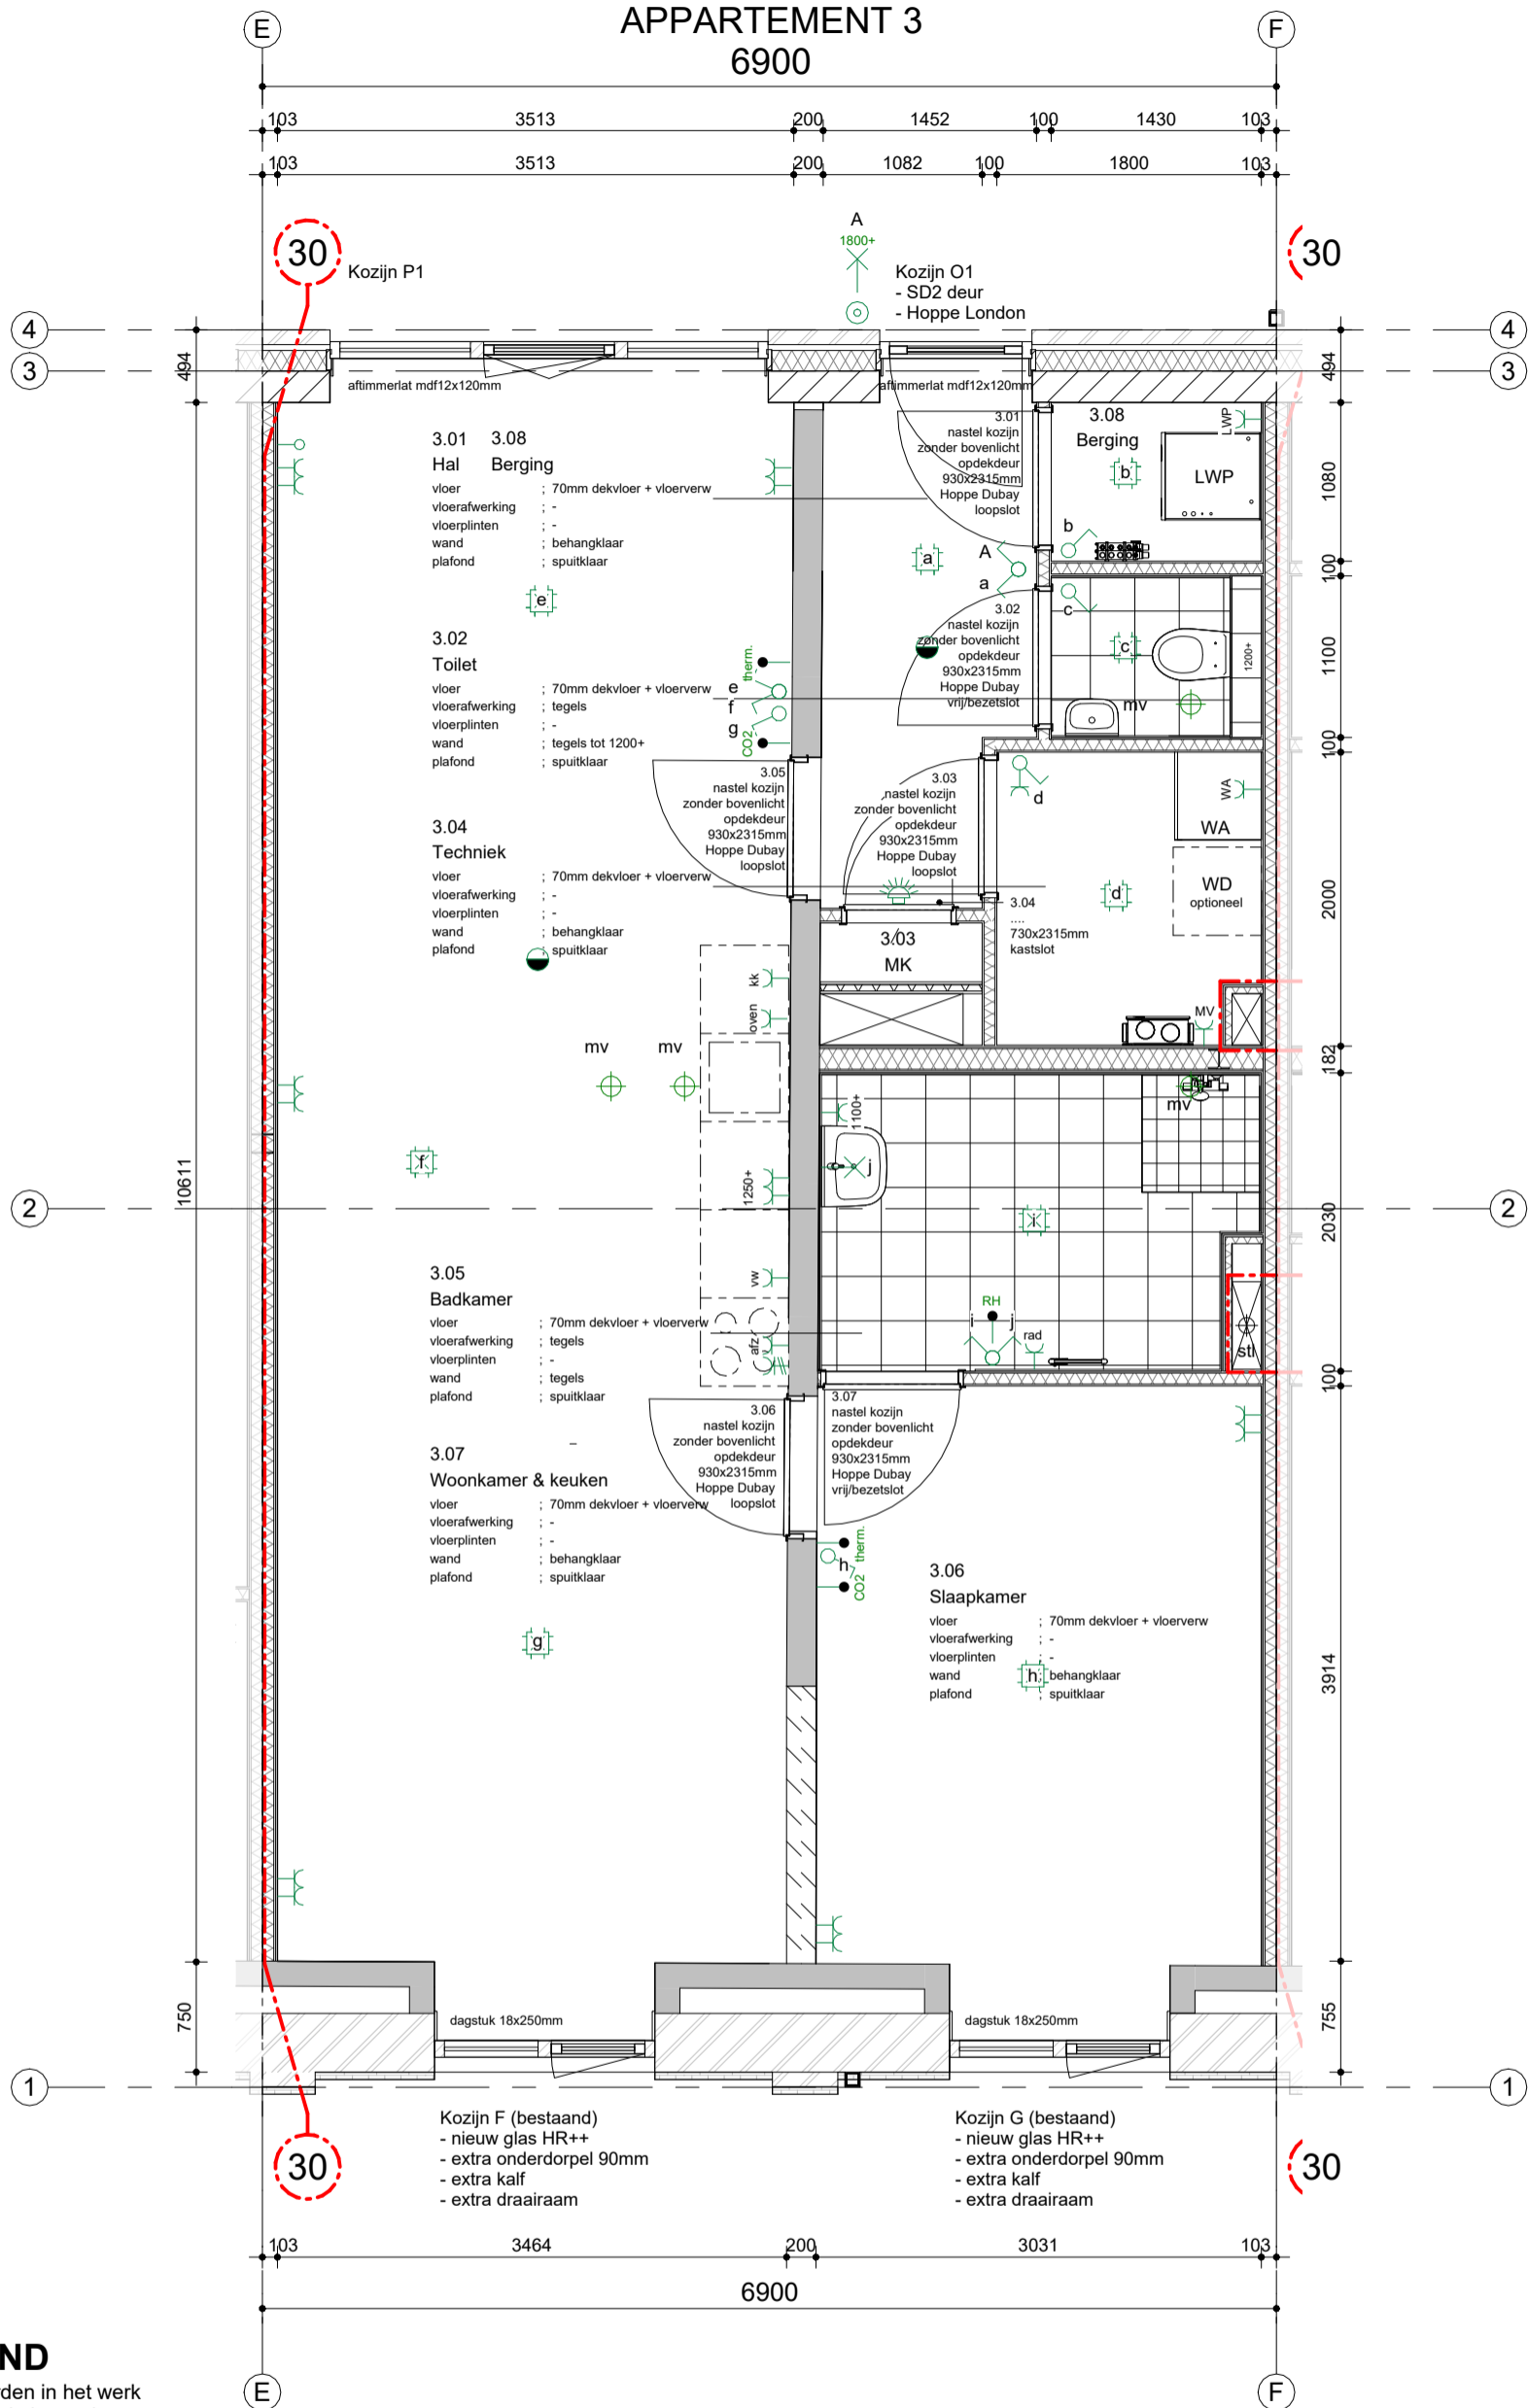 APPARTEMENT 3
E
F
6900
103 3513 200 1452 100 1430 103
103 3513 200 1082 100 1800 103
30
Kozijn P1
A
1800+
Kozijn O1
- SD2 deur
- Hoppe London
30
4
4
3
3
494
494
aftimmerlat mdf12x120mm
aftimmerlat mdf12x120mm
3.01
Hal
3.08
Berging
vloer ; 70mm dekvloer + vloerverw
vloerafwerking ; -
vloerplinten ; -
wand ; behangklaar
plafond ; spuitklaar
e
3.02
Toilet
vloer ; 70mm dekvloer + vloerverw
vloerafwerking ; tegels
vloerplinten ; -
wand ; tegels tot 1200+
plafond ; spuitklaar
therm.
e
f
g
CO2
3.04
Techniek
vloer ; 70mm dekvloer + vloerverw
vloerafwerking ; -
vloerplinten ; -
wand ; behangklaar
plafond ; spuitklaar
3.01
nastel kozijn
zonder bovenlicht
opdekdeur
930x2315mm
Hoppe Dubay
loopslot
3.08
Berging
LWP
LWP
b
b
a
A
a
1080
100
3.02
nastel kozijn
zonder bovenlicht
opdekdeur
930x2315mm
Hoppe Dubay
vrij/bezetslot
c
c
mv
1200+
1100
100
3.05
nastel kozijn
zonder bovenlicht
opdekdeur
930x2315mm
Hoppe Dubay
loopslot
3.03
nastel kozijn
zonder bovenlicht
opdekdeur
930x2315mm
Hoppe Dubay
loopslot
d
WA
WA
d
WD
optioneel
2000
3.04
....
730x2315mm
kastslot
3.03
MK
MV
182
kk
oven
mv
mv
f
1250+
vw
afz
10611
1100+
j
mv
i
RH
i
j
rad
stl
2
2
2030
100
3.05
Badkamer
vloer ; 70mm dekvloer + vloerverw
vloerafwerking ; tegels
vloerplinten ; -
wand ; tegels
plafond ; spuitklaar
3.06
nastel kozijn
zonder bovenlicht
opdekdeur
930x2315mm
Hoppe Dubay
loopslot
3.07
nastel kozijn
zonder bovenlicht
opdekdeur
930x2315mm
Hoppe Dubay
vrij/bezetslot
3.07
Woonkamer & keuken
vloer ; 70mm dekvloer + vloerverw
vloerafwerking ; -
vloerplinten ; -
wand ; behangklaar
plafond ; spuitklaar
g
therm.
h
CO2
3.06
Slaapkamer
vloer ; 70mm dekvloer + vloerverw
vloerafwerking ; -
vloerplinten ; -
wand ; behangklaar
plafond ; spuitklaar
h
3914
750
755
dagstuk 18x250mm
dagstuk 18x250mm
1
1
30
30
Kozijn F (bestaand)
- nieuw glas HR++
- extra onderdorpel 90mm
- extra kalf
- extra draairaam
Kozijn G (bestaand)
- nieuw glas HR++
- extra onderdorpel 90mm
- extra kalf
- extra draairaam
103 3464 200 3031 103
6900
ND
rden in het werk
E
F